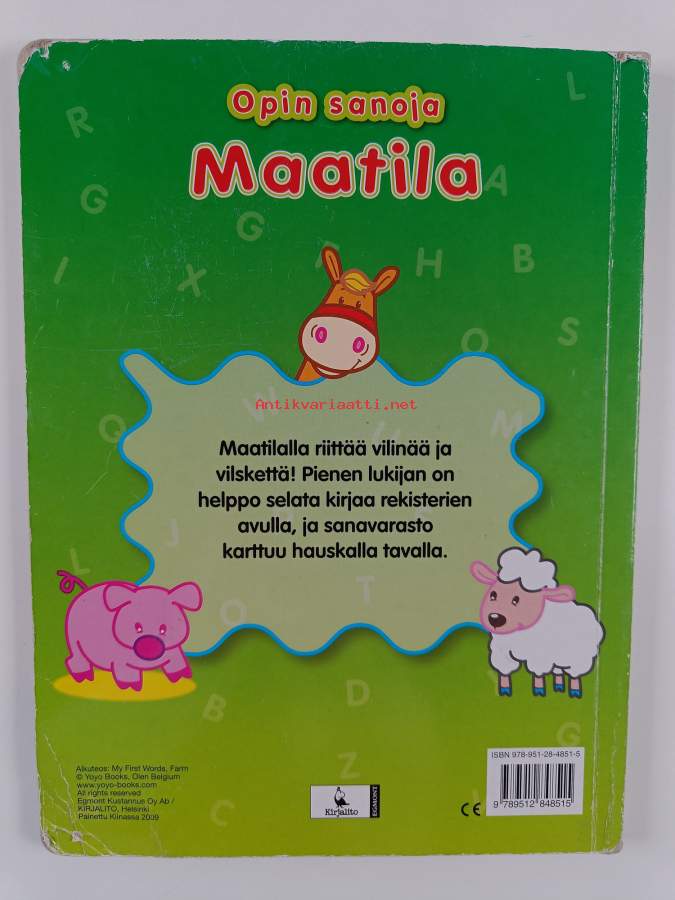 Opin sanoja
Maatila
Antikvariaatti.net
Maatilalla riittää vilinää ja
vilskettä! Pienen lukijan on
helppo selata kirjaa rekisterien
avulla, ja sanavarasto
karttuu hauskalla tavalla.
Alkuteos: My First Words, Farm
© Yoyo Books, Olen Belgium
www.yoyo-books.com
All rights reserved
Egmont Kustannus Oy Ab /
KIRJALITO, Helsinki
Painettu Kiinassa 2009
Kirjalito
EGMONT
CE
ISBN 978-951-28-4851-5
9 789512 848515